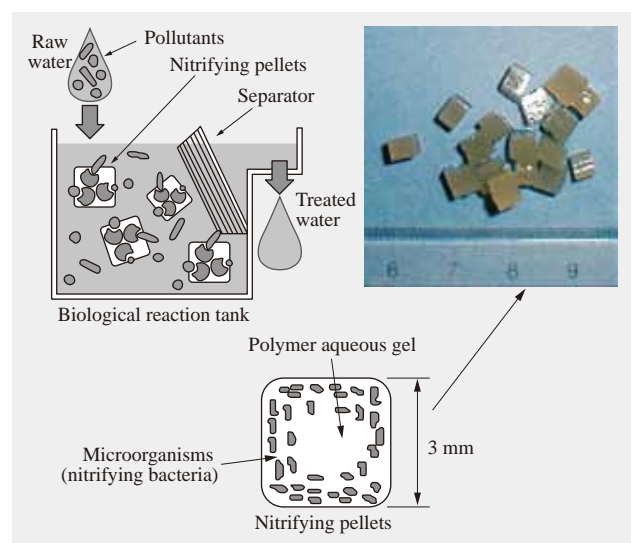 Raw
water
Pollutants
Nitrifying pellets
Separator
Treated
water
Biological reaction tank
6 7 8 9
Polymer aqueous gel
Microorganisms
(nitrifying bacteria)
3 mm
Nitrifying pellets